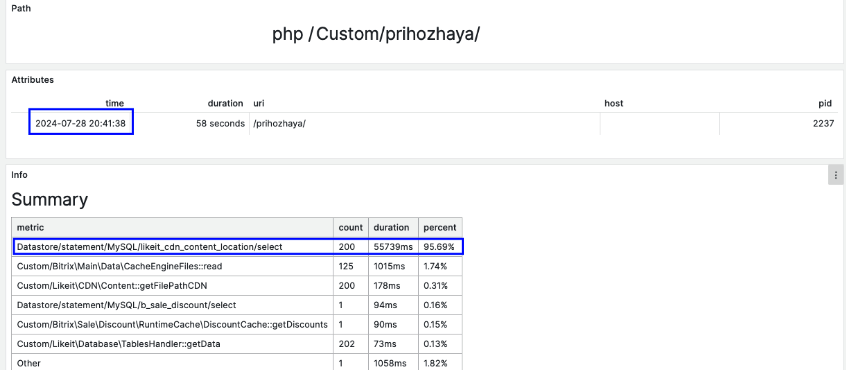 Path
php /Custom/prihozhaya/
Attributes
time duration uri host pid
2024-07-28 20:41:38 58 seconds /prihozhaya/ 2237
Info
Summary
metric count duration percent
Datastore/statement/MySQL/likeit_cdn_content_location/select 200 55739ms 95.69%
Custom/Bitrix\Main\Data\CacheEngineFiles::read 125 1015ms 1.74%
Custom/Likeit\CDN\Content::getFilePathCDN 200 178ms 0.31%
Datastore/statement/MySQL/b_sale_discount/select 1 94ms 0.16%
Custom/Bitrix\Sale\Discount\RuntimeCache\DiscountCache::getDiscounts 1 90ms 0.15%
Custom/Likeit\Database\TablesHandler::getData 202 73ms 0.13%
Other 1 1058ms 1.82%